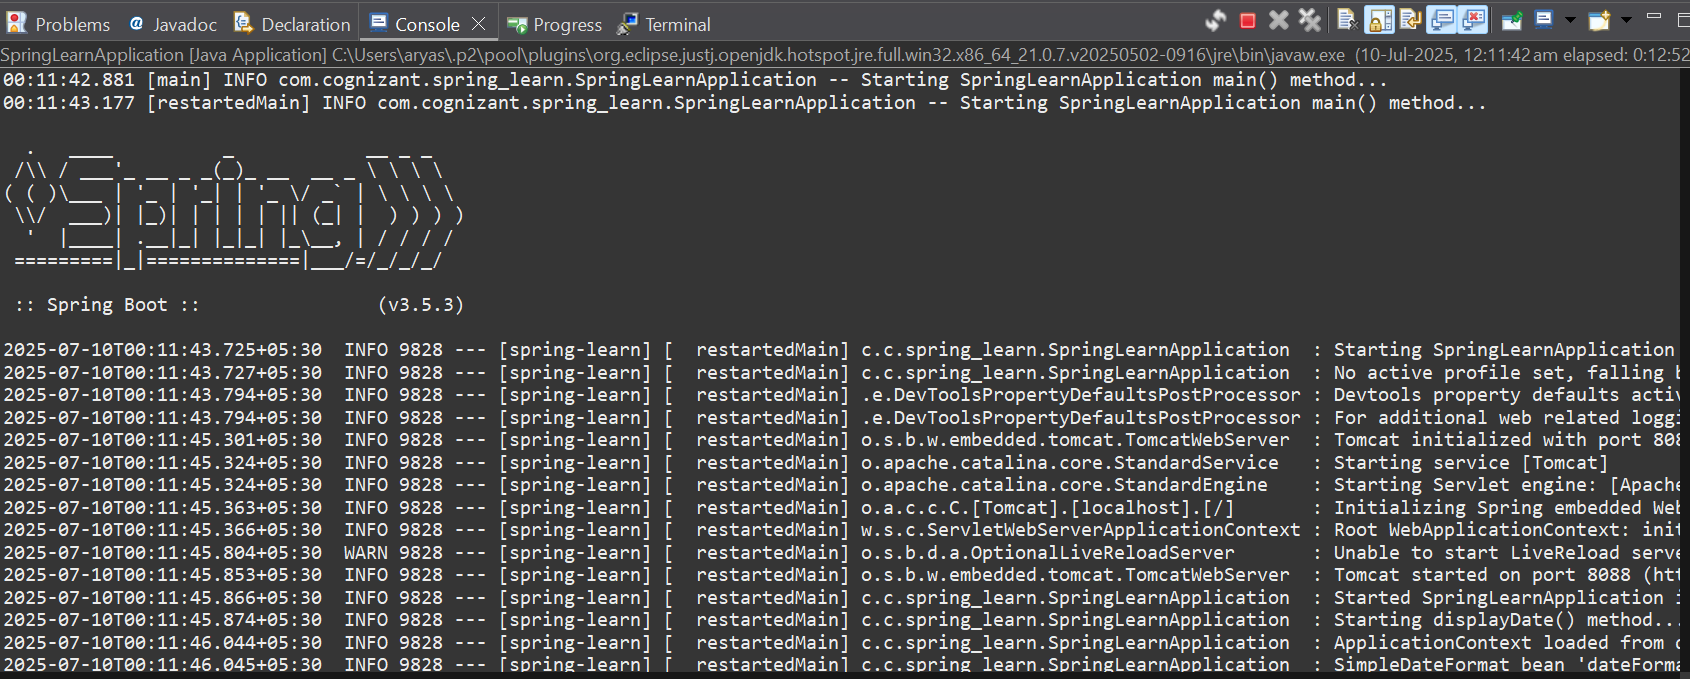 Problems @ Javadoc Declaration Console Progress Terminal
SpringLearnApplication [Java Application] C:\Users\aryas\.p2\pool\plugins\org.eclipse.justj.openjdk.hotspot.jre.full.win32.x86_64_21.0.7.v20250502-0916\jre\bin\javaw.exe (10-Jul-2025, 12:11:42 am elapsed: 0:12:52
00:11:42.881 [main] INFO com.cognizant.spring_learn.SpringLearnApplication -- Starting SpringLearnApplication main() method...
00:11:43.177 [restartedMain] INFO com.cognizant.spring_learn.SpringLearnApplication -- Starting SpringLearnApplication main() method...
  .   ____          _            __ _ _
 /\\ / ___'_ __ _ _(_)_ __  __ _ \ \ \ \
( ( )\___ | '_ | '_| | '_ \/ _` | \ \ \ \
 \\/  ___)| |_)| | | | | || (_| |  ) ) ) )
  '  |____| .__|_| |_|_| |_\__, | / / / /
 =========|_|==============|___/=/_/_/_/
 :: Spring Boot ::                (v3.5.3)
2025-07-10T00:11:43.725+05:30  INFO 9828 --- [spring-learn] [  restartedMain] c.c.spring_learn.SpringLearnApplication  : Starting SpringLearnApplication
2025-07-10T00:11:43.727+05:30  INFO 9828 --- [spring-learn] [  restartedMain] c.c.spring_learn.SpringLearnApplication  : No active profile set, falling b
2025-07-10T00:11:43.794+05:30  INFO 9828 --- [spring-learn] [  restartedMain] .e.DevToolsPropertyDefaultsPostProcessor : Devtools property defaults activ
2025-07-10T00:11:43.794+05:30  INFO 9828 --- [spring-learn] [  restartedMain] .e.DevToolsPropertyDefaultsPostProcessor : For additional web related loggi
2025-07-10T00:11:45.301+05:30  INFO 9828 --- [spring-learn] [  restartedMain] o.s.b.w.embedded.tomcat.TomcatWebServer  : Tomcat initialized with port 808
2025-07-10T00:11:45.324+05:30  INFO 9828 --- [spring-learn] [  restartedMain] o.apache.catalina.core.StandardService   : Starting service [Tomcat]
2025-07-10T00:11:45.324+05:30  INFO 9828 --- [spring-learn] [  restartedMain] o.apache.catalina.core.StandardEngine    : Starting Servlet engine: [Apache
2025-07-10T00:11:45.363+05:30  INFO 9828 --- [spring-learn] [  restartedMain] o.a.c.c.C.[Tomcat].[localhost].[/]       : Initializing Spring embedded Web
2025-07-10T00:11:45.366+05:30  INFO 9828 --- [spring-learn] [  restartedMain] w.s.c.ServletWebServerApplicationContext : Root WebApplicationContext: init
2025-07-10T00:11:45.804+05:30  WARN 9828 --- [spring-learn] [  restartedMain] o.s.b.d.a.OptionalLiveReloadServer       : Unable to start LiveReload serve
2025-07-10T00:11:45.853+05:30  INFO 9828 --- [spring-learn] [  restartedMain] o.s.b.w.embedded.tomcat.TomcatWebServer  : Tomcat started on port 8088 (htt
2025-07-10T00:11:45.866+05:30  INFO 9828 --- [spring-learn] [  restartedMain] c.c.spring_learn.SpringLearnApplication  : Started SpringLearnApplication i
2025-07-10T00:11:45.874+05:30  INFO 9828 --- [spring-learn] [  restartedMain] c.c.spring_learn.SpringLearnApplication  : Starting displayDate() method...
2025-07-10T00:11:46.044+05:30  INFO 9828 --- [spring-learn] [  restartedMain] c.c.spring_learn.SpringLearnApplication  : ApplicationContext loaded from c
2025-07-10T00:11:46.045+05:30  INFO 9828 --- [spring-learn] [  restartedMain] c.c.spring_learn.SpringLearnApplication  : SimpleDateFormat bean 'dateForma